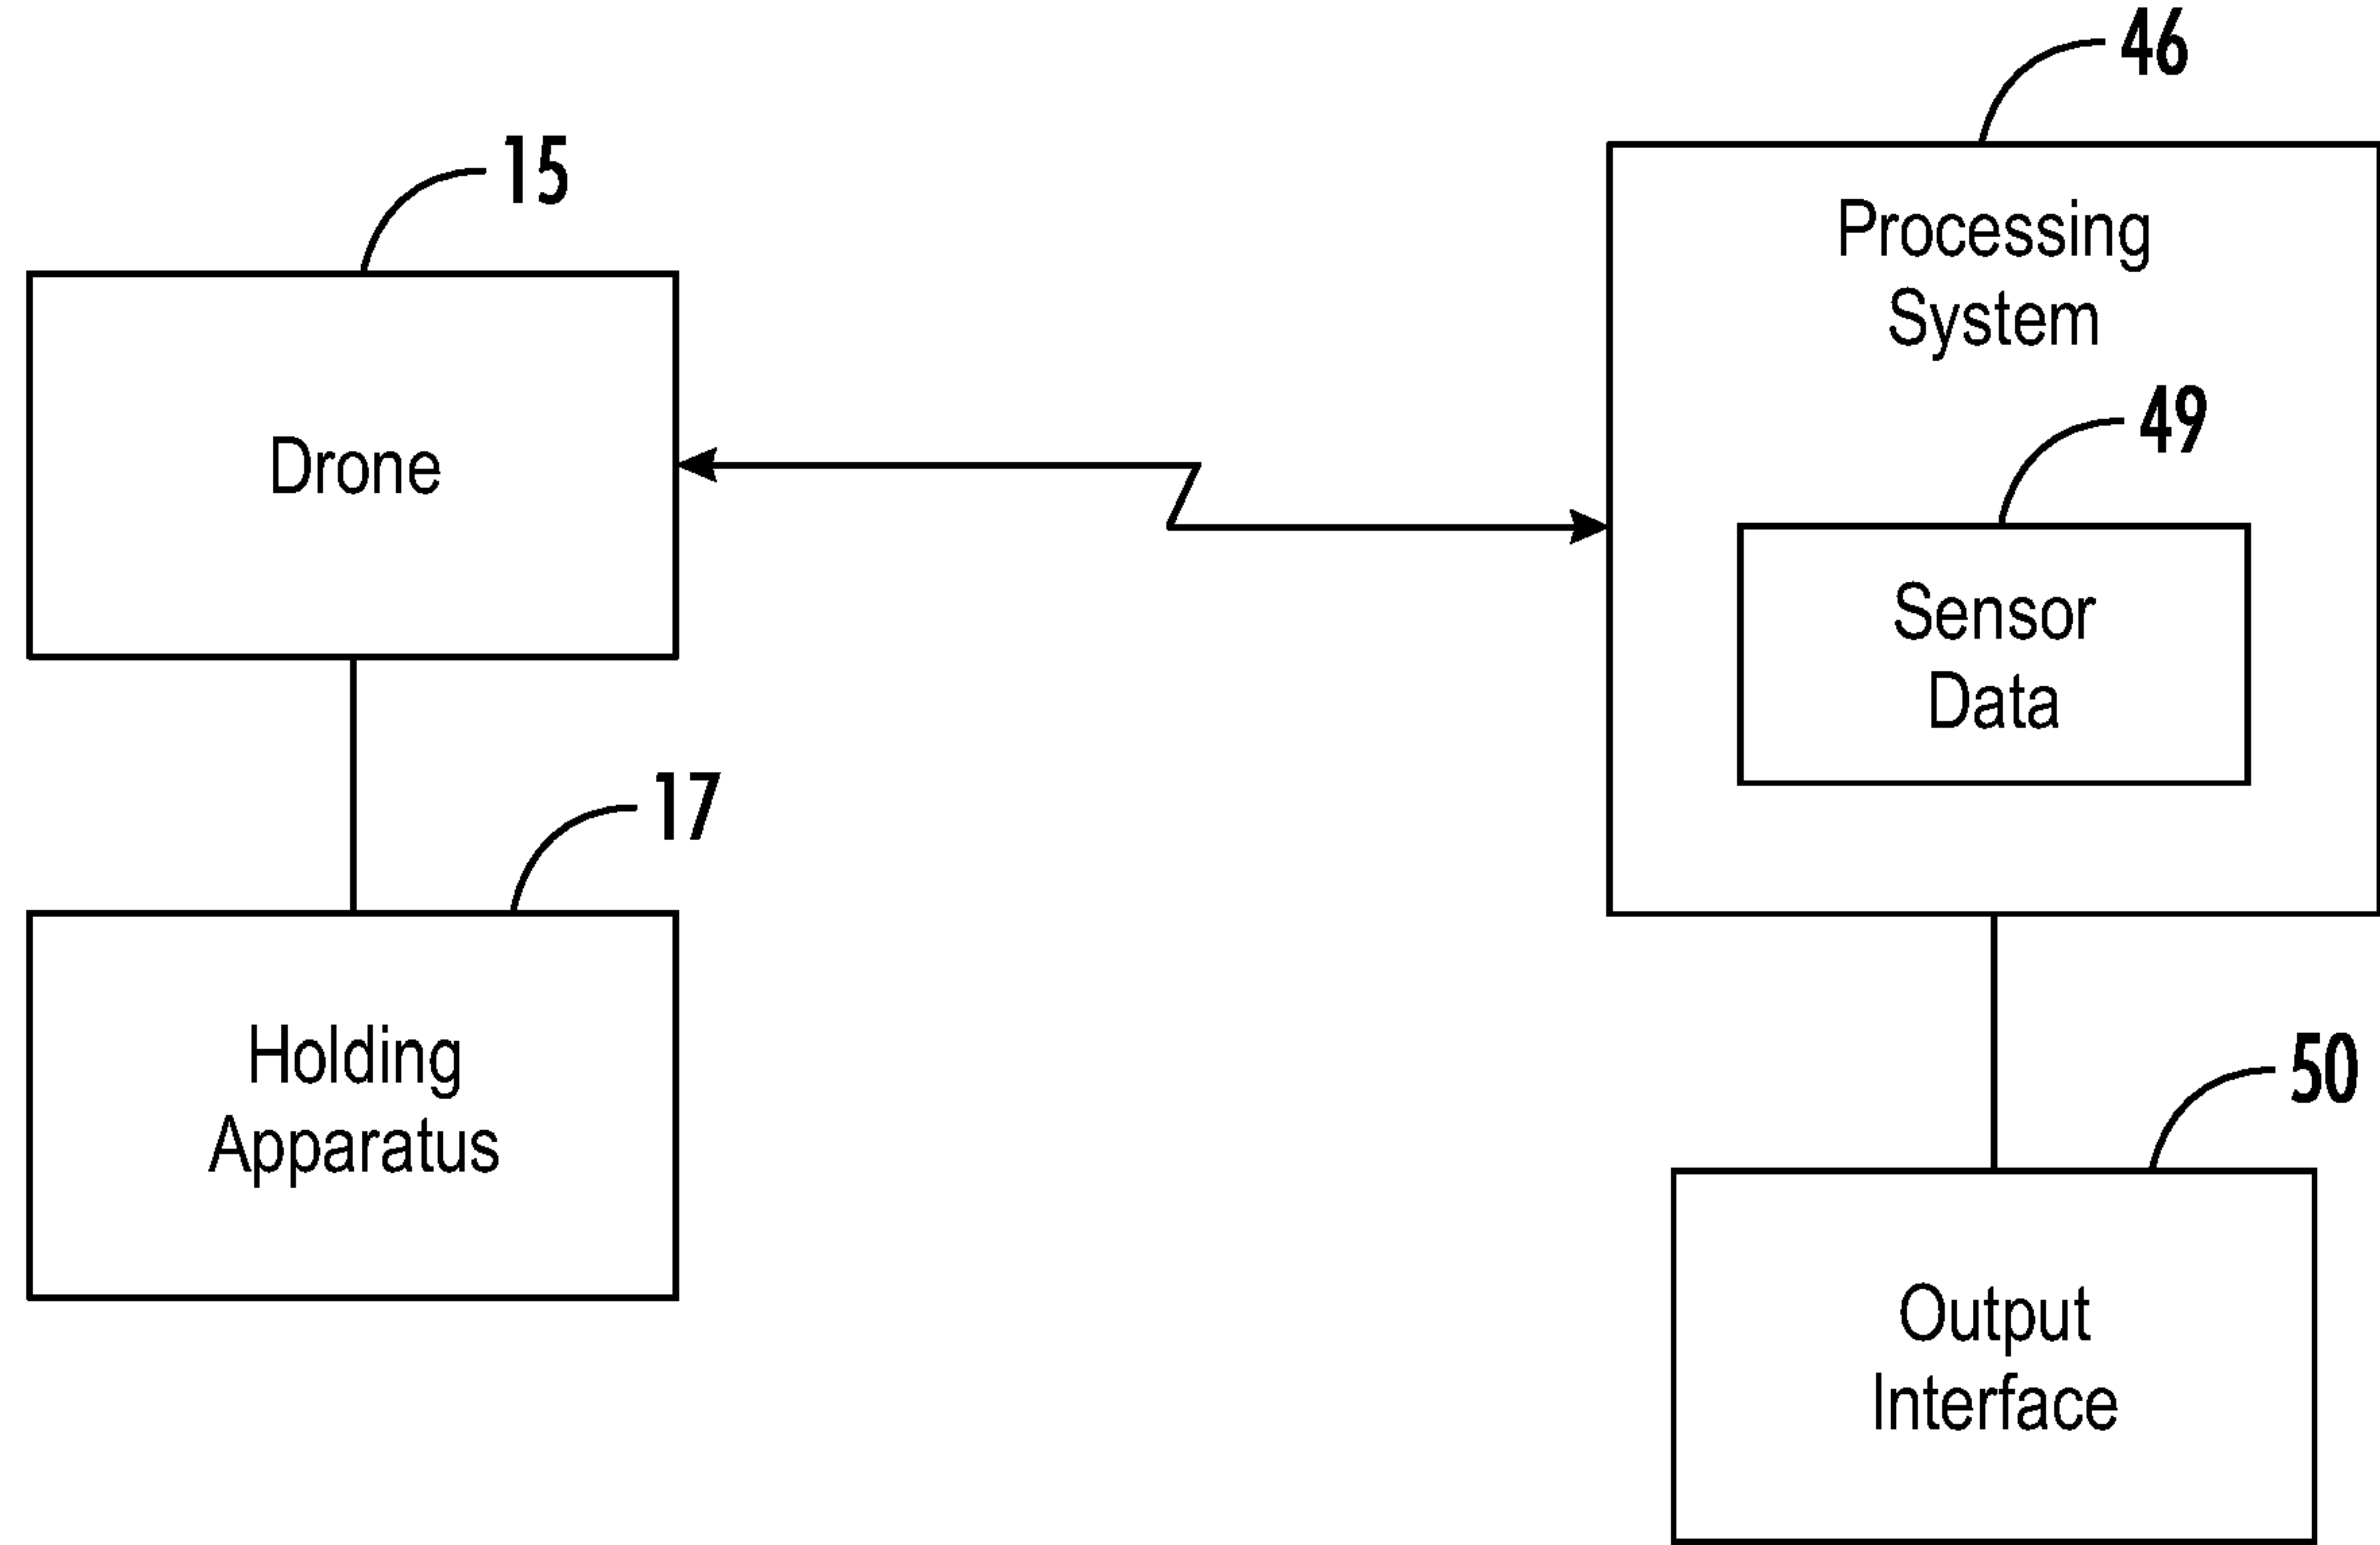 15
Drone
17
Holding
Apparatus
46
Processing
System
49
Sensor
Data
50
Output
Interface